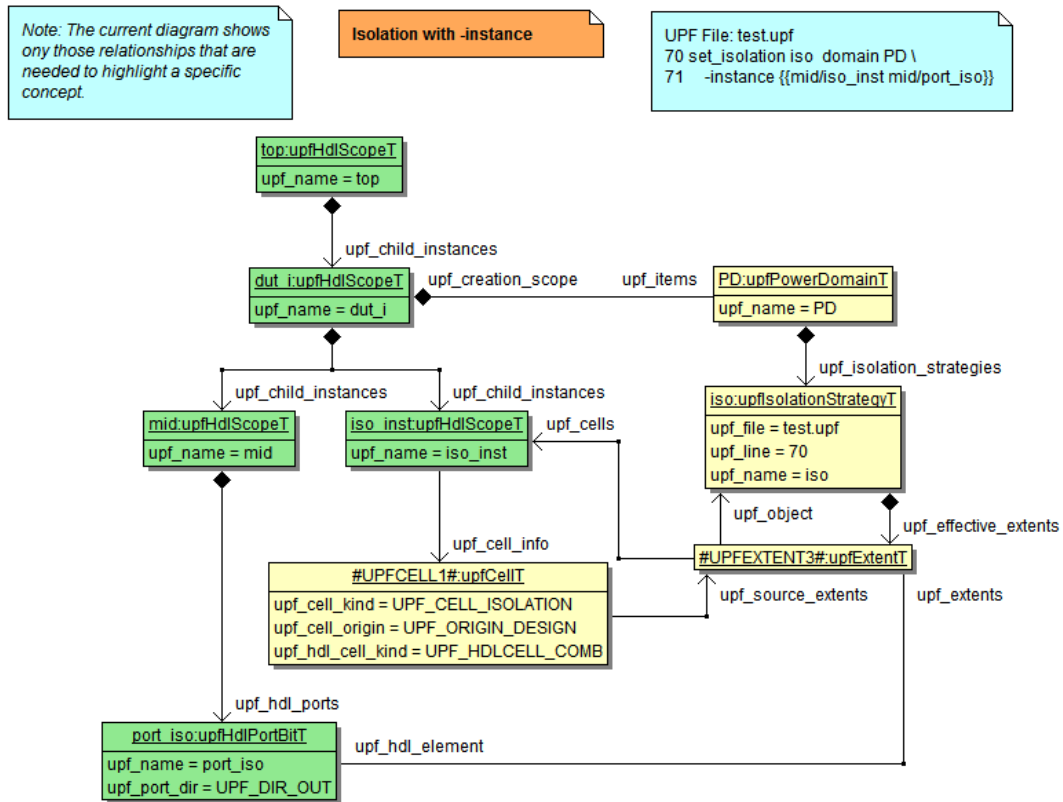 Note: The current diagram shows
ony those relationships that are
needed to highlight a specific
concept.
Isolation with -instance
UPF File: test.upf
70 set_isolation iso domain PD \
71 -instance {{mid/iso_inst mid/port_iso}}
top:upfHdlScopeT
upf_name = top
upf_child_instances
dut_i:upfHdlScopeT
upf_name = dut_i
upf_creation_scope
upf_items
PD:upfPowerDomainT
upf_name = PD
upf_isolation_strategies
upf_child_instances
upf_child_instances
mid:upfHdlScopeT
upf_name = mid
iso_inst:upfHdlScopeT
upf_name = iso_inst
upf_cells
iso:upfIsolationStrategyT
upf_file = test.upf
upf_line = 70
upf_name = iso
upf_object
upf_effective_extents
upf_cell_info
#UPFEXTENT3#:upfExtentT
#UPFCELL1#:upfCellT
upf_cell_kind = UPF_CELL_ISOLATION
upf_cell_origin = UPF_ORIGIN_DESIGN
upf_hdl_cell_kind = UPF_HDLCELL_COMB
upf_source_extents
upf_extents
upf_hdl_ports
port_iso:upfHdlPortBitT
upf_name = port_iso
upf_port_dir = UPF_DIR_OUT
upf_hdl_element